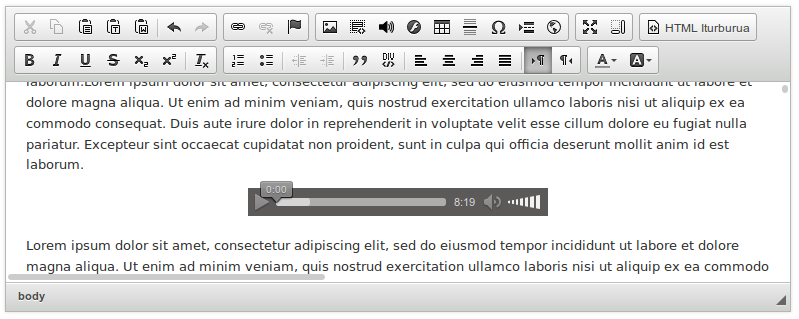 HTML Iturburua
B I U S x₂ x² Tx
DIV
A A
laborum.Lorem ipsum dolor sit amet, consectetur adipiscing elit, sed do eiusmod tempor incididunt ut labore et
dolore magna aliqua. Ut enim ad minim veniam, quis nostrud exercitation ullamco laboris nisi ut aliquip ex ea
commodo consequat. Duis aute irure dolor in reprehenderit in voluptate velit esse cillum dolore eu fugiat nulla
pariatur. Excepteur sint occaecat cupidatat non proident, sunt in culpa qui officia deserunt mollit anim id est
laborum.
0:00
8:19
Lorem ipsum dolor sit amet, consectetur adipiscing elit, sed do eiusmod tempor incididunt ut labore et dolore
magna aliqua. Ut enim ad minim veniam, quis nostrud exercitation ullamco laboris nisi ut aliquip ex ea commodo
body